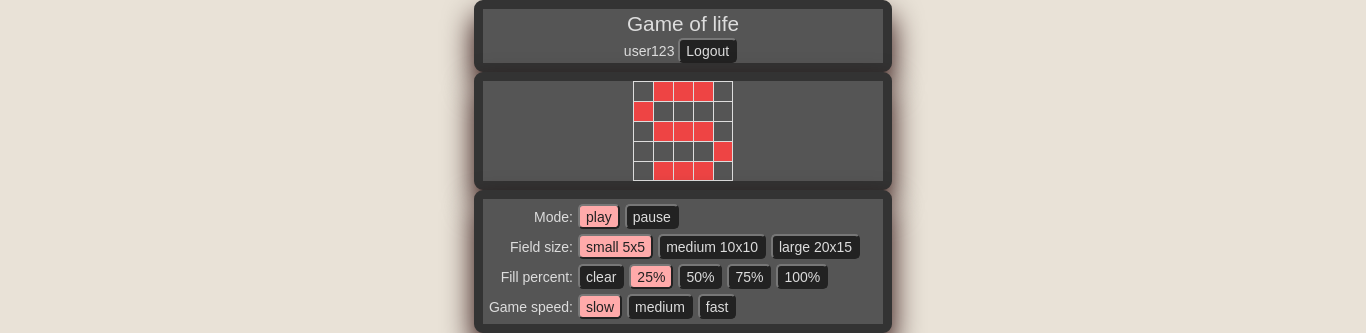 Game of life
user123 Logout
Mode: play pause
Field size: small 5x5 medium 10x10 large 20x15
Fill percent: clear 25% 50% 75% 100%
Game speed: slow medium fast